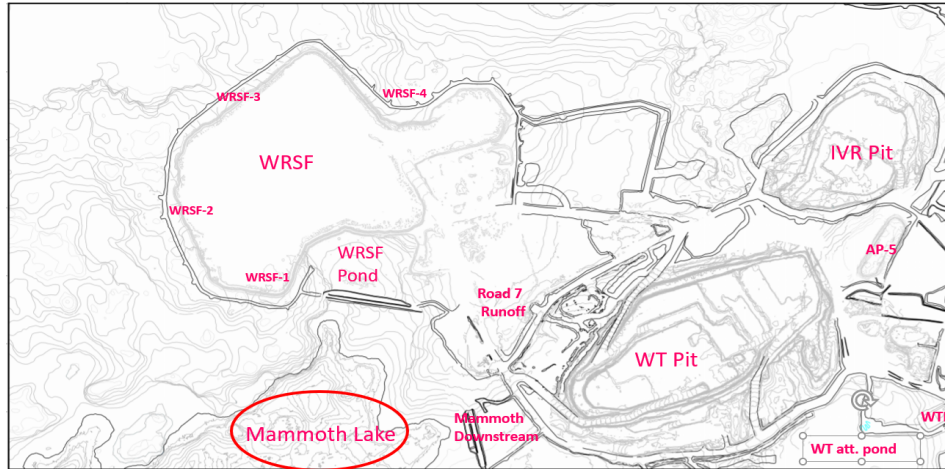 WRSF-3
WRSF-4
WRSF
IVR Pit
WRSF-2
WRSF
Pond
WRSF-1
AP-5
Road 7
Runoff
WT Pit
Mammoth Lake
Mammoth
Downstream
WT att. pond